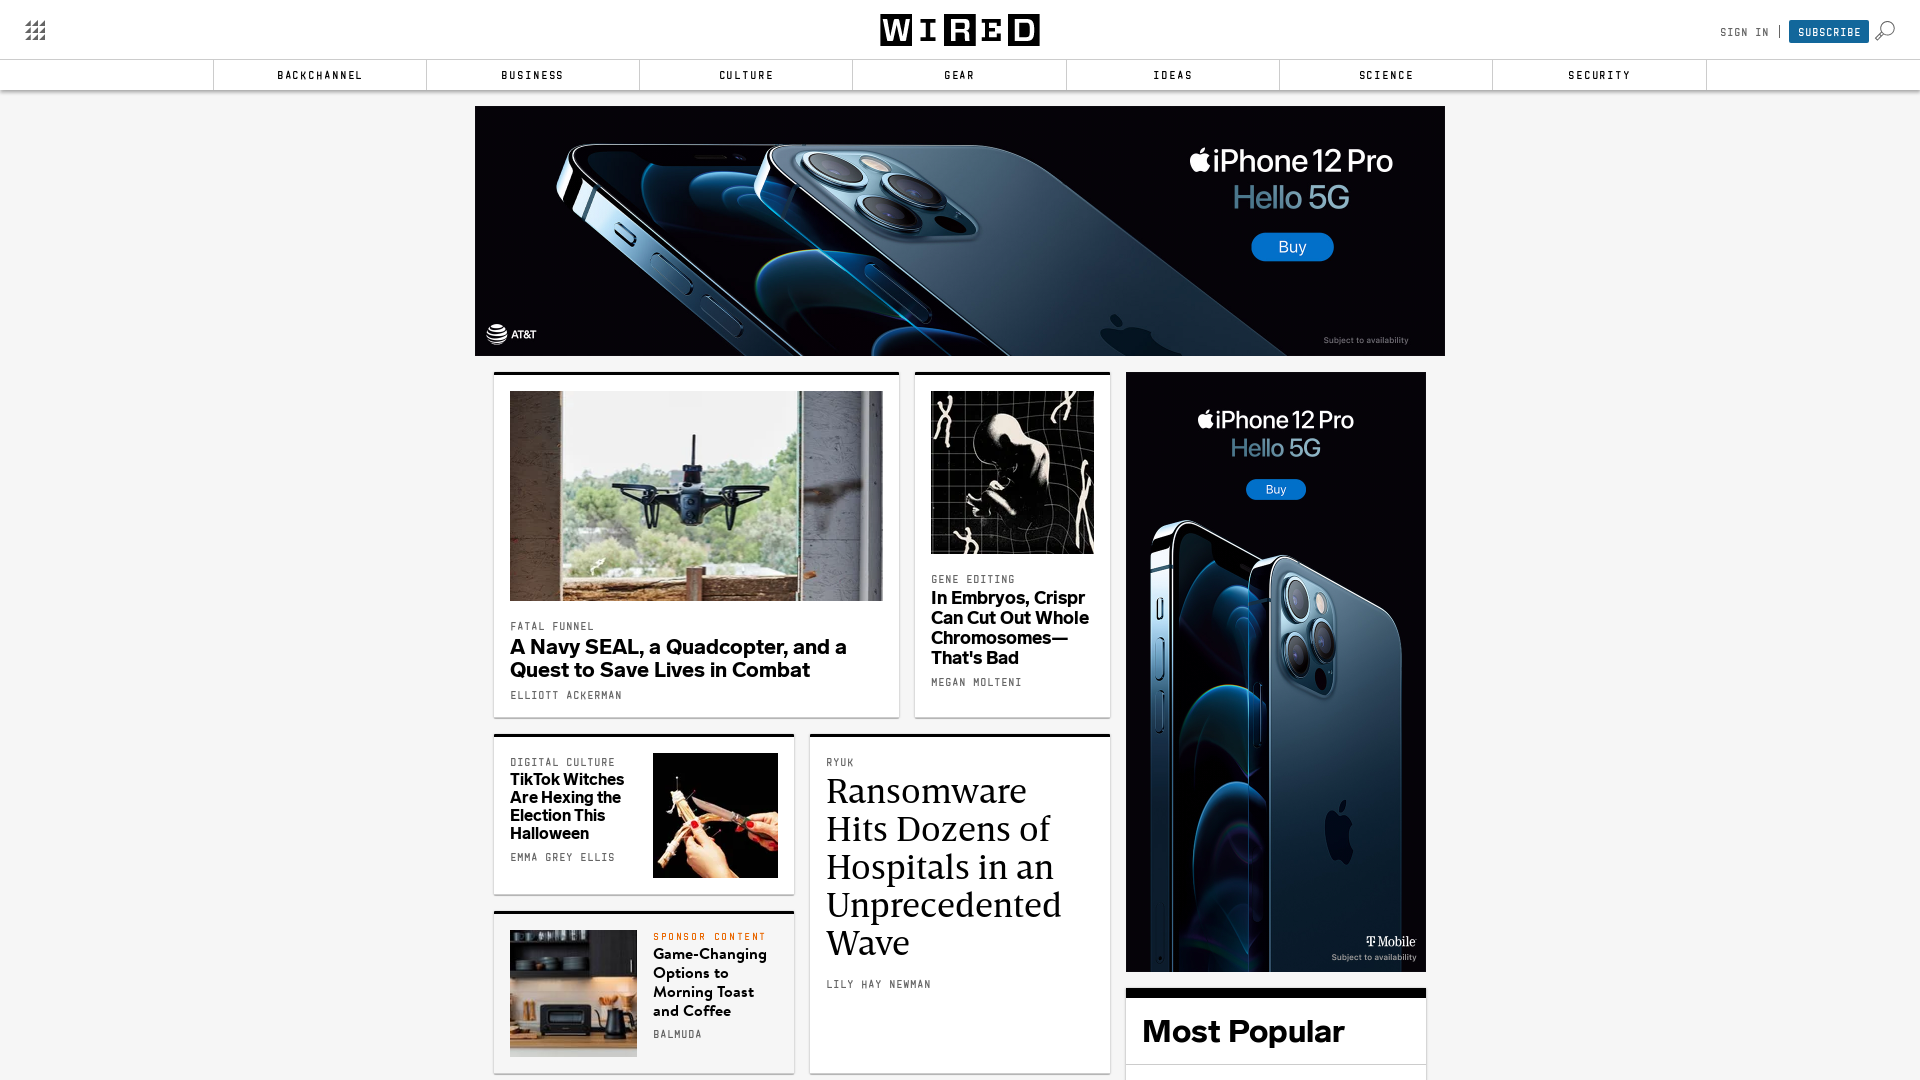 WIRED
SIGN IN
SUBSCRIBE
BACKCHANNEL
BUSINESS
CULTURE
GEAR
IDEAS
SCIENCE
SECURITY
iPhone 12 Pro
Hello 5G
Buy
AT&T
Subject to availability
FATAL FUNNEL
A Navy SEAL, a Quadcopter, and a
Quest to Save Lives in Combat
ELLIOTT ACKERMAN
GENE EDITING
In Embryos, Crispr
Can Cut Out Whole
Chromosomes—
That's Bad
MEGAN MOLTENI
iPhone 12 Pro
Hello 5G
Buy
T Mobile
Subject to availability
DIGITAL CULTURE
TikTok Witches
Are Hexing the
Election This
Halloween
EMMA GREY ELLIS
RYUK
Ransomware
Hits Dozens of
Hospitals in an
Unprecedented
Wave
LILY HAY NEWMAN
SPONSOR CONTENT
Game-Changing
Options to
Morning Toast
and Coffee
BALMUDA
Most Popular